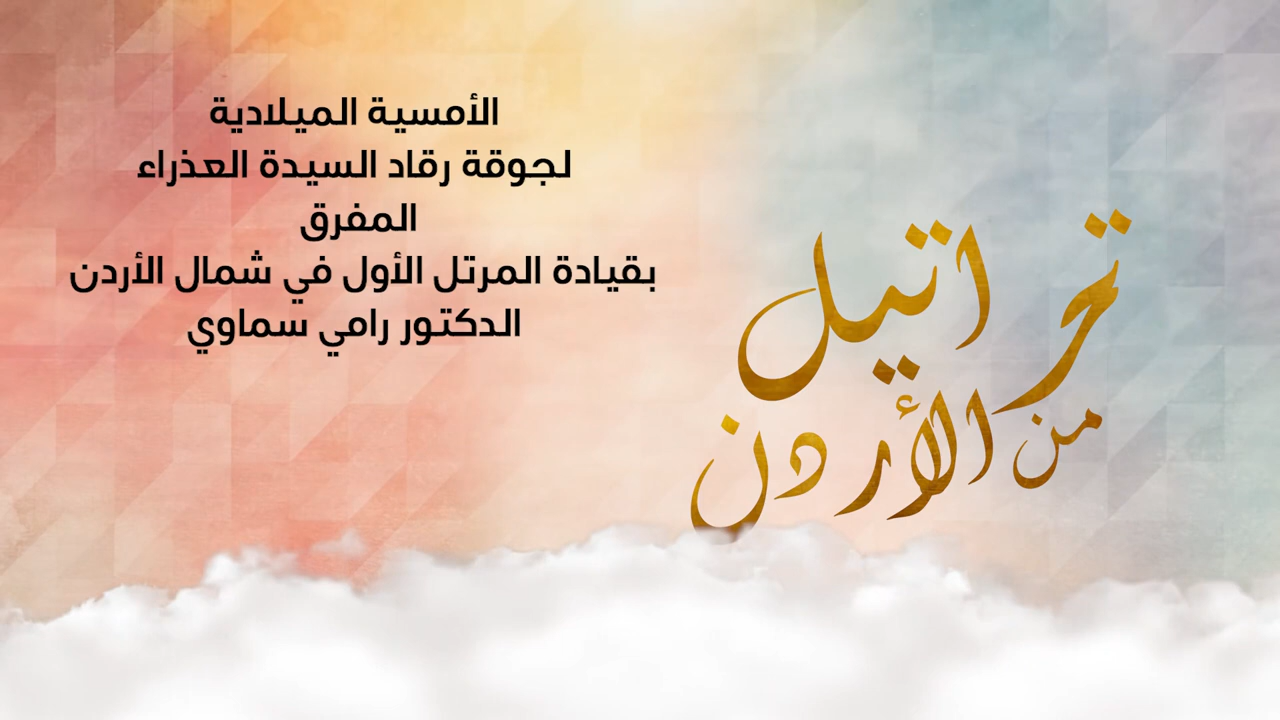 الأمسية الميلادية
لجوقة رقاد السيدة العذراء
المفرق
بقيادة المرتل الأول في شمال الأردن
الدكتور رامي سماوي
تراتيل
من الأردن